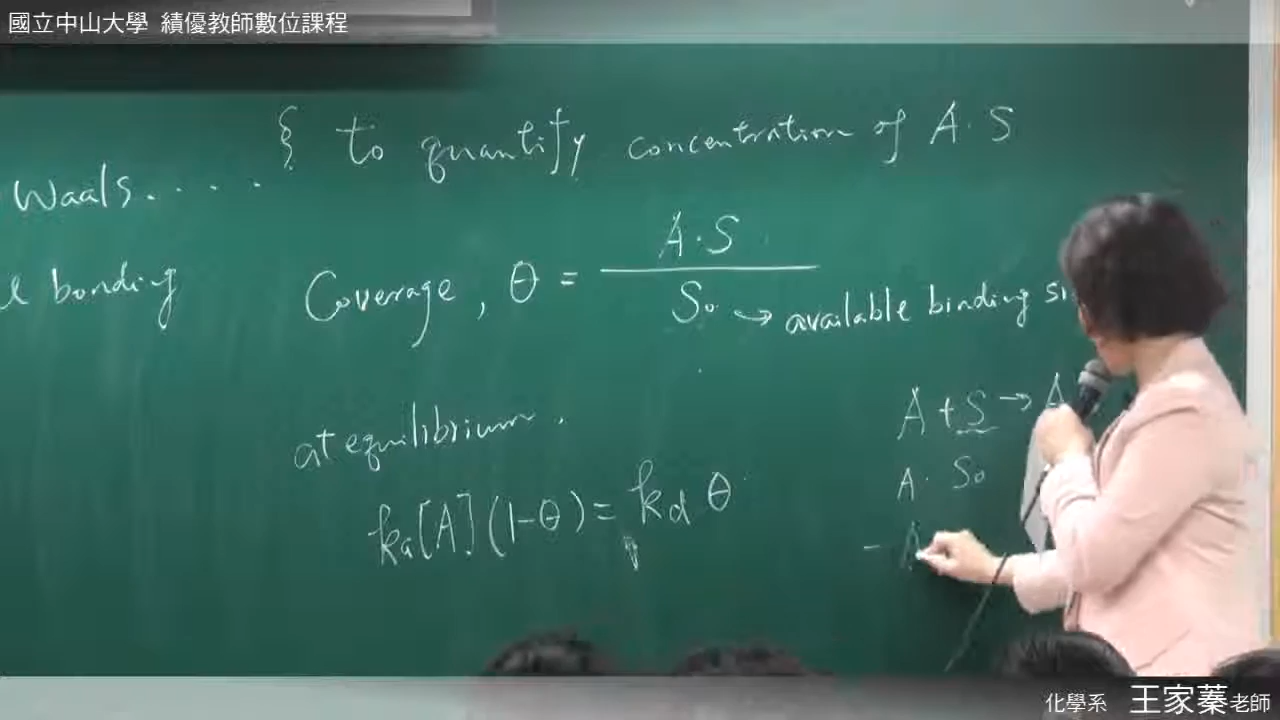 國立中山大學 績優教師數位課程
{ to quantify concentration of A·S
Waals....
bonding
Coverage, θ = A·S / S₀ → available binding
at equilibrium,
ka[A](1-θ) = kd θ
A + S → A
A · S₀
- A
化學系 王家蓁老師